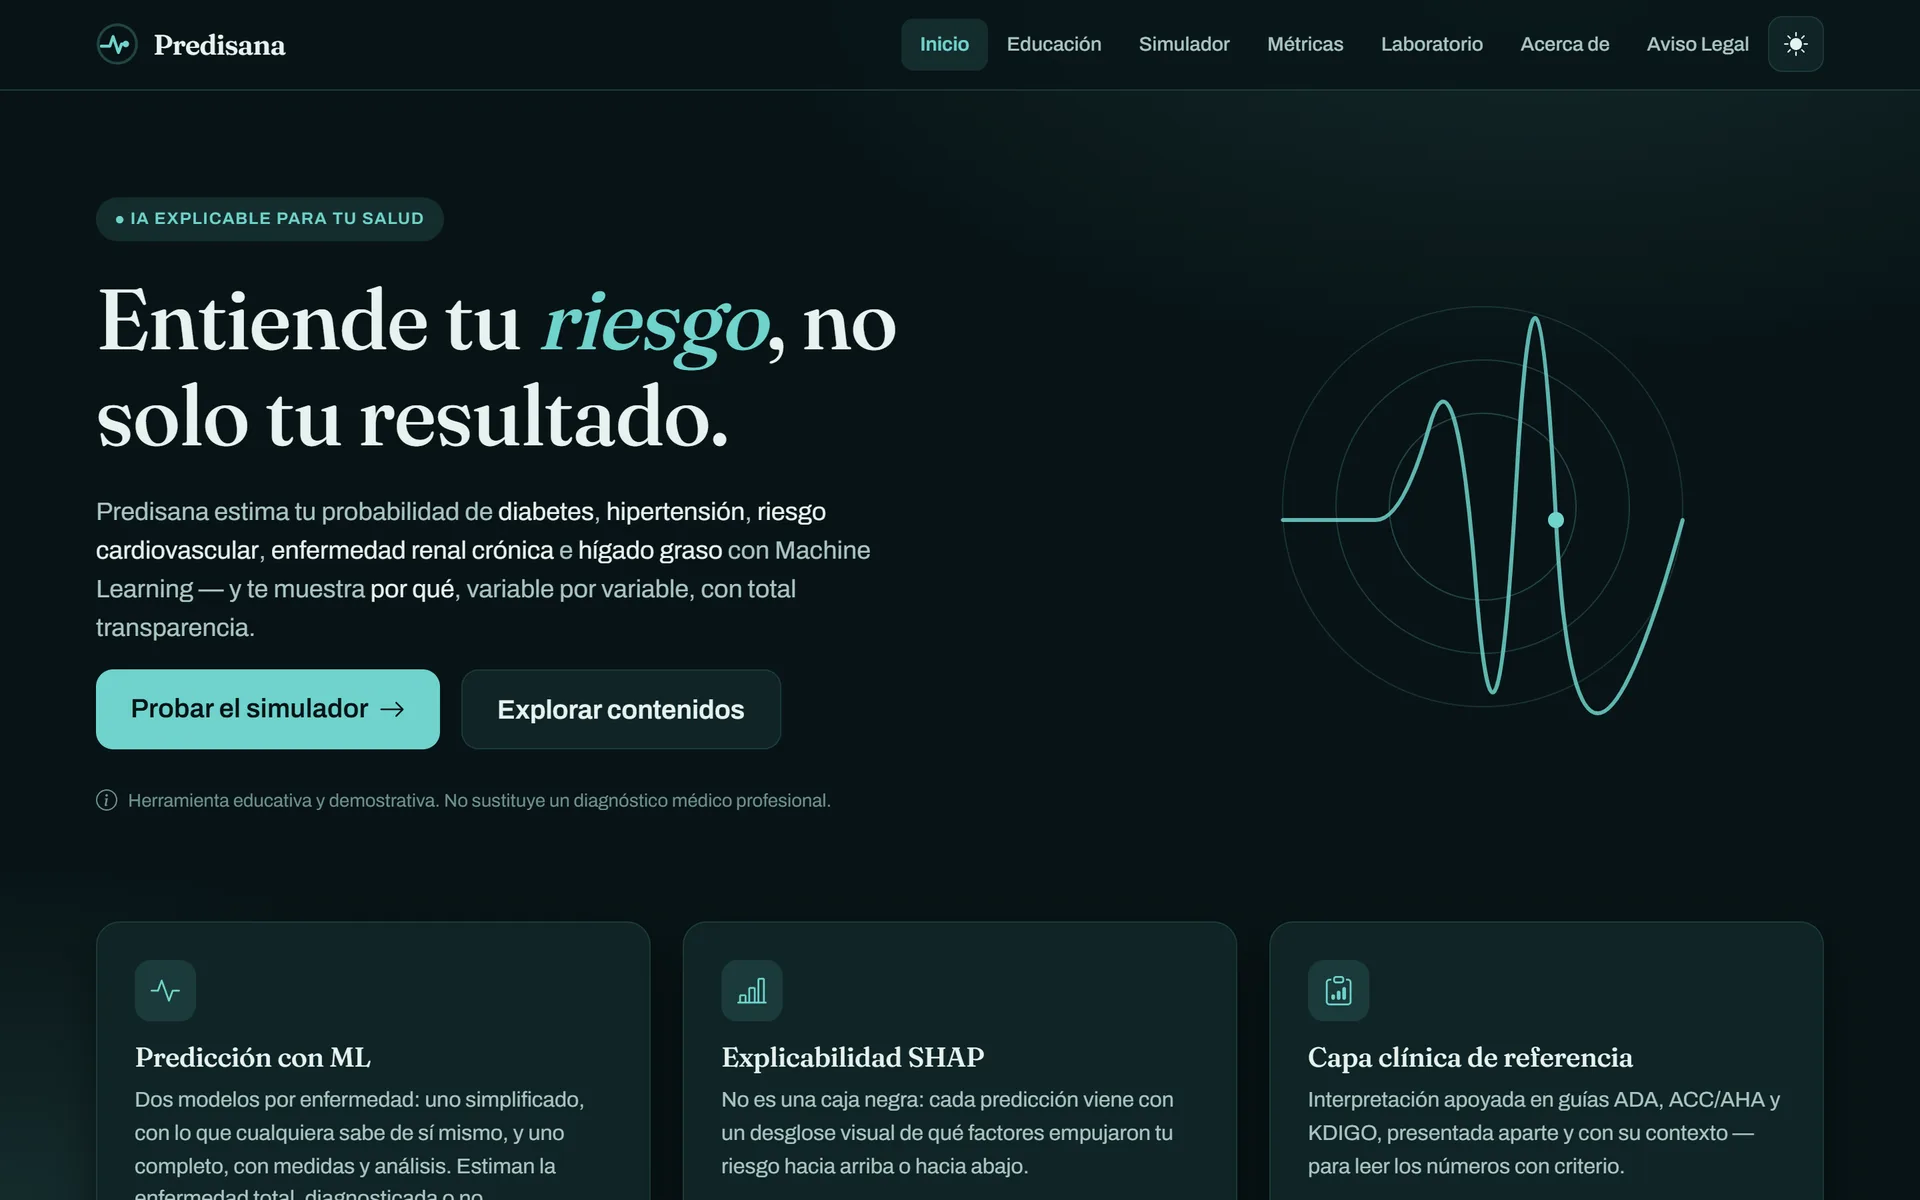 Predisana
Inicio
Educación
Simulador
Métricas
Laboratorio
Acerca de
Aviso Legal
• IA EXPLICABLE PARA TU SALUD
Entiende tu riesgo, no
solo tu resultado.
Predisana estima tu probabilidad de diabetes, hipertensión, riesgo
cardiovascular, enfermedad renal crónica e hígado graso con Machine
Learning — y te muestra por qué, variable por variable, con total
transparencia.
Probar el simulador →
Explorar contenidos
Herramienta educativa y demostrativa. No sustituye un diagnóstico médico profesional.
Predicción con ML
Dos modelos por enfermedad: uno simplificado,
con lo que cualquiera sabe de sí mismo, y uno
completo, con medidas y análisis. Estiman la
enfermedad total, diagnosticada o no.
Explicabilidad SHAP
No es una caja negra: cada predicción viene con
un desglose visual de qué factores empujaron tu
riesgo hacia arriba o hacia abajo.
Capa clínica de referencia
Interpretación apoyada en guías ADA, ACC/AHA y
KDIGO, presentada aparte y con su contexto —
para leer los números con criterio.